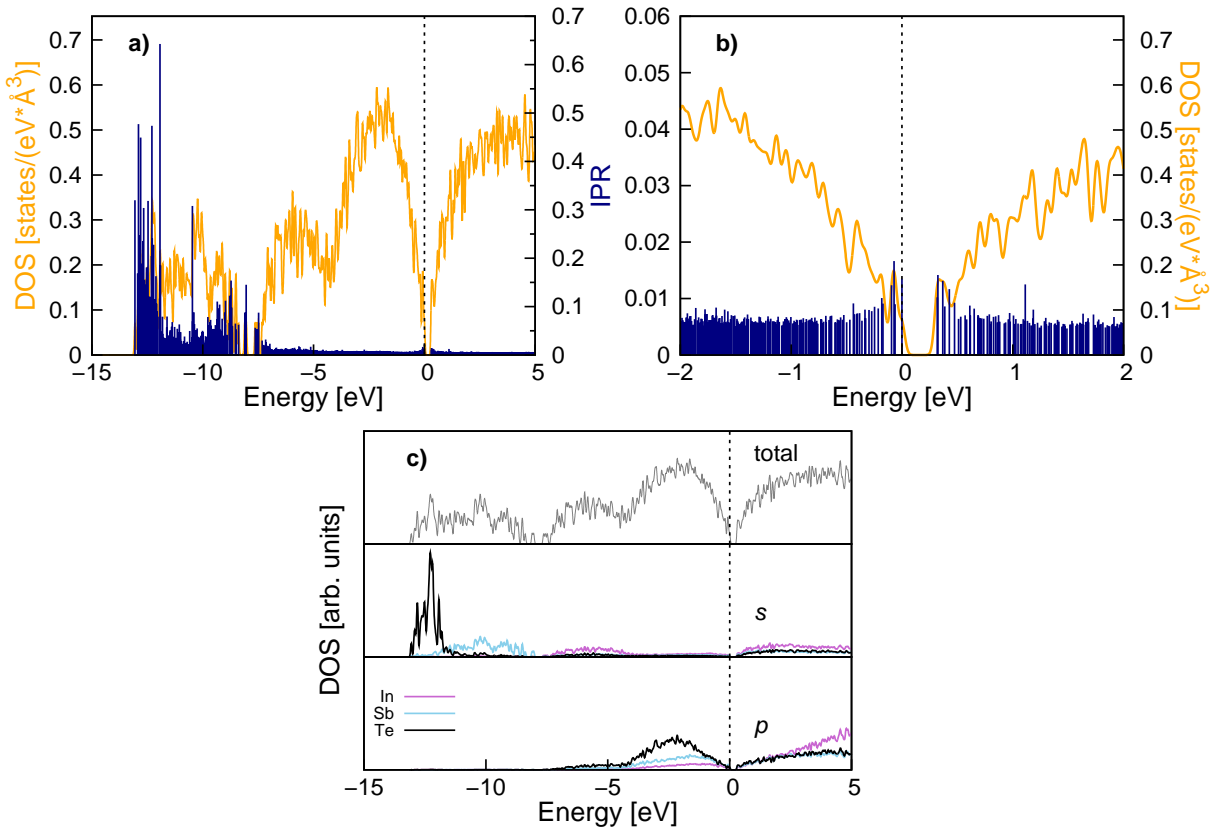 a)
DOS [states/(eV*Å³)]
0.7
0.6
0.5
0.4
0.3
0.2
0.1
0
−15
−10
−5
0
5
Energy [eV]
0.7
0.6
0.5
0.4
0.3
0.2
0.1
0
IPR
b)
0.06
0.05
0.04
0.03
0.02
0.01
0
−2
−1
0
1
2
Energy [eV]
0.7
0.6
0.5
0.4
0.3
0.2
0.1
0
DOS [states/(eV*Å³)]
c)
total
s
p
In
Sb
Te
DOS [arb. units]
−15
−10
−5
0
5
Energy [eV]